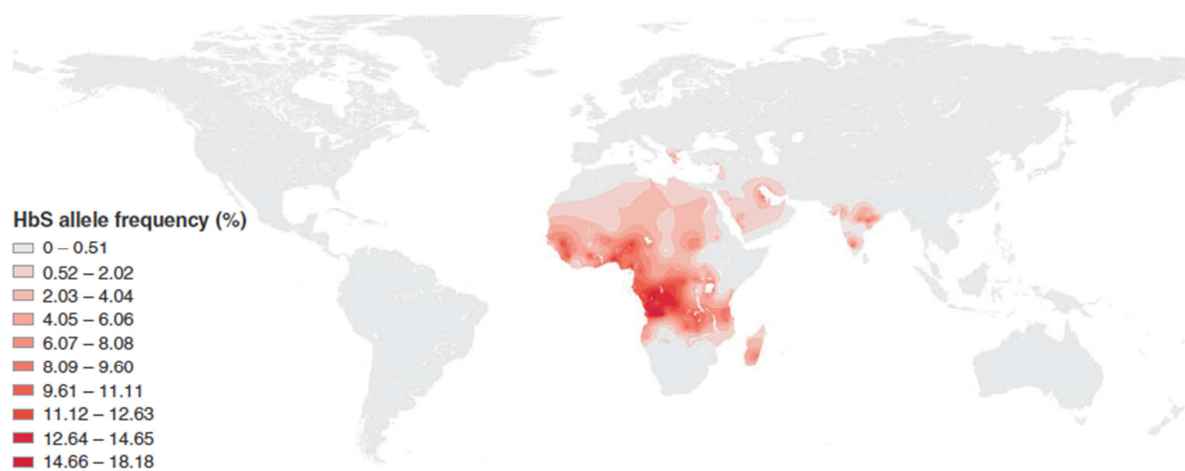 HbS allele frequency (%)
0 – 0.51
0.52 – 2.02
2.03 – 4.04
4.05 – 6.06
6.07 – 8.08
8.09 – 9.60
9.61 – 11.11
11.12 – 12.63
12.64 – 14.65
14.66 – 18.18